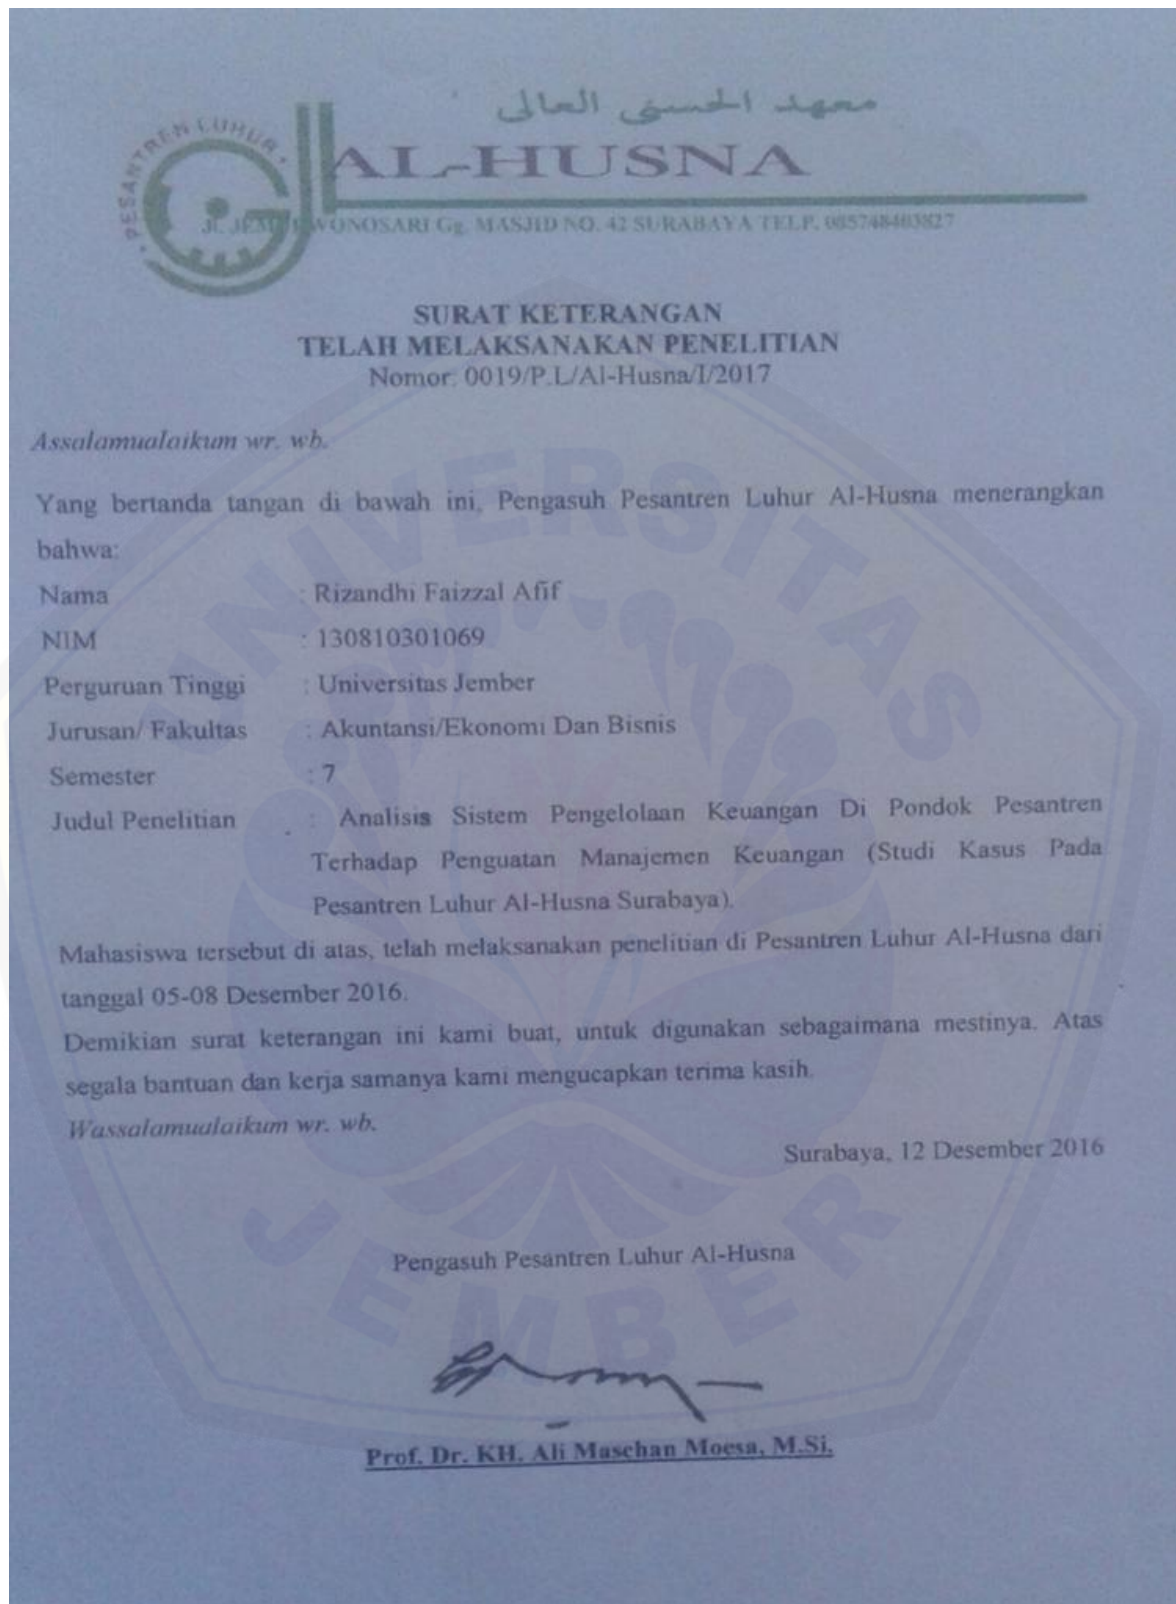 معهد الحسنى العالى
PESANTREN LUHUR
AL-HUSNA
JL. JEMUR WONOSARI Gg. MASJID NO. 42 SURABAYA TELP. 085748403827
SURAT KETERANGAN
TELAH MELAKSANAKAN PENELITIAN
Nomor: 0019/P.L/Al-Husna/I/2017
Assalamualaikum wr. wb.
Yang bertanda tangan di bawah ini, Pengasuh Pesantren Luhur Al-Husna menerangkan
bahwa:
Nama : Rizandhi Faizzal Afif
NIM : 130810301069
Perguruan Tinggi : Universitas Jember
Jurusan/ Fakultas : Akuntansi/Ekonomi Dan Bisnis
Semester : 7
Judul Penelitian : Analisis Sistem Pengelolaan Keuangan Di Pondok Pesantren
Terhadap Penguatan Manajemen Keuangan (Studi Kasus Pada
Pesantren Luhur Al-Husna Surabaya).
Mahasiswa tersebut di atas, telah melaksanakan penelitian di Pesantren Luhur Al-Husna dari
tanggal 05-08 Desember 2016.
Demikian surat keterangan ini kami buat, untuk digunakan sebagaimana mestinya. Atas
segala bantuan dan kerja samanya kami mengucapkan terima kasih.
Wassalamualaikum wr. wb.
Surabaya, 12 Desember 2016
Pengasuh Pesantren Luhur Al-Husna
Prof. Dr. KH. Ali Maschan Moesa, M.Si.
UNIVERSITAS
JEMBER